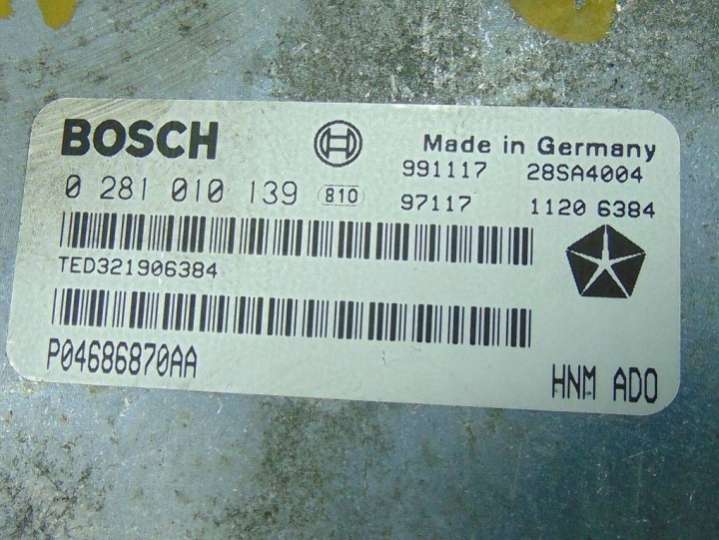 BOSCH Made in Germany
991117 28SA4004
0 281 010 139 810 97117 1120 6384
TED321906384
P04686870AA HNM ADO